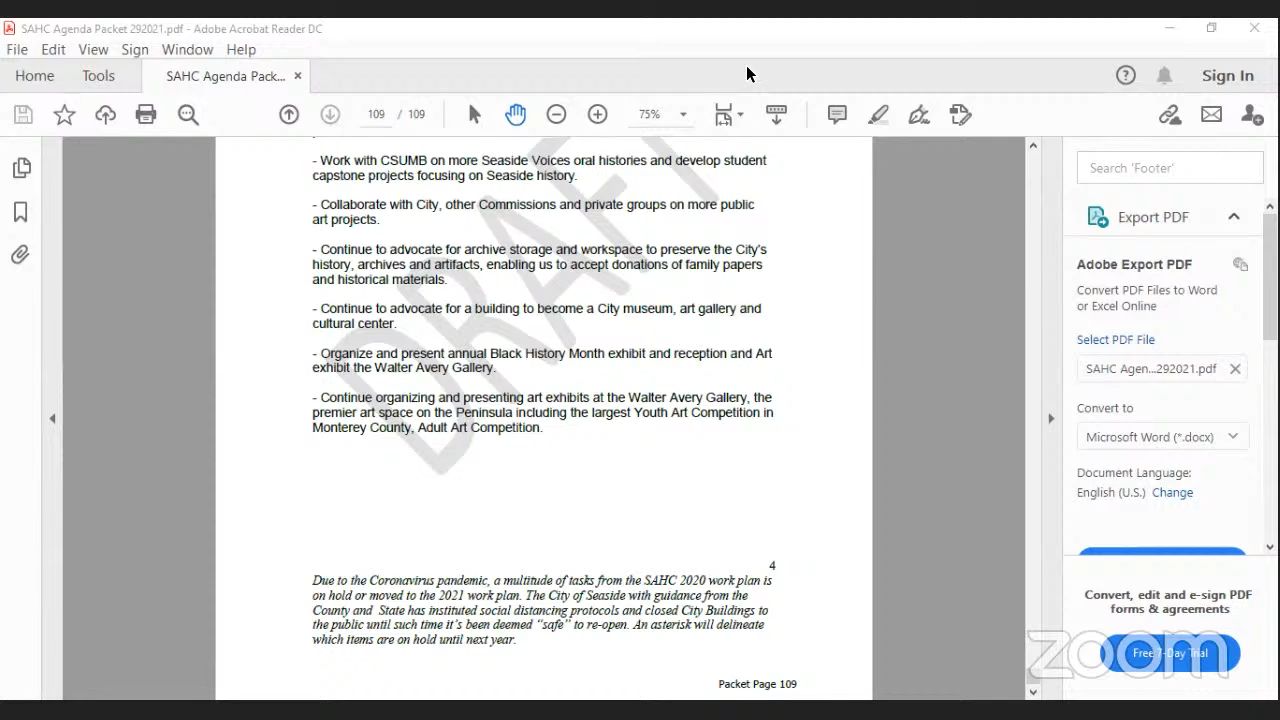 SAHC Agenda Packet 292021.pdf - Adobe Acrobat Reader DC
File Edit View Sign Window Help
Home Tools SAHC Agenda Pack... × Sign In
109 / 109 75%
- Work with CSUMB on more Seaside Voices oral histories and develop student
capstone projects focusing on Seaside history.
- Collaborate with City, other Commissions and private groups on more public
art projects.
- Continue to advocate for archive storage and workspace to preserve the City's
history, archives and artifacts, enabling us to accept donations of family papers
and historical materials.
- Continue to advocate for a building to become a City museum, art gallery and
cultural center.
- Organize and present annual Black History Month exhibit and reception and Art
exhibit the Walter Avery Gallery.
- Continue organizing and presenting art exhibits at the Walter Avery Gallery, the
premier art space on the Peninsula including the largest Youth Art Competition in
Monterey County, Adult Art Competition.
DRAFT
4
Due to the Coronavirus pandemic, a multitude of tasks from the SAHC 2020 work plan is
on hold or moved to the 2021 work plan. The City of Seaside with guidance from the
County and State has instituted social distancing protocols and closed City Buildings to
the public until such time it's been deemed "safe" to re-open. An asterisk will delineate
which items are on hold until next year.
Packet Page 109
Search 'Footer'
Export PDF
Adobe Export PDF
Convert PDF Files to Word
or Excel Online
Select PDF File
SAHC Agen...292021.pdf
Convert to
Microsoft Word (*.docx)
Document Language:
English (U.S.) Change
Convert, edit and e-sign PDF
forms & agreements
Free 7-Day Trial
zoom